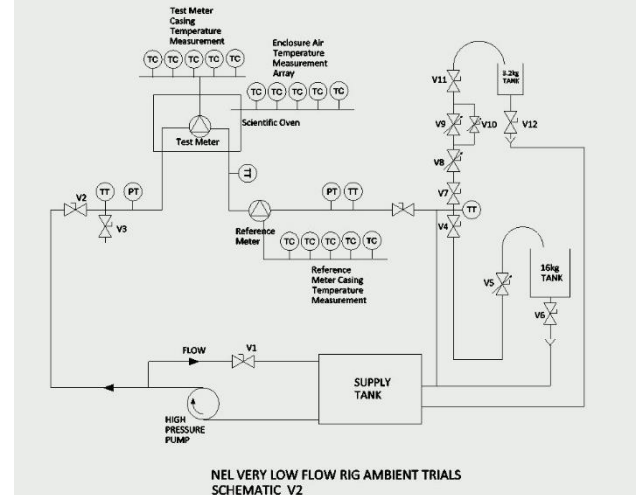 Test Meter
Casing
Temperature
Measurement
TC TC TC TC TC
Enclosure Air
Temperature
Measurement
Array
TC TC TC TC TC
Scientific Oven
Test Meter
TT
V2
TT
PT
V3
Reference
Meter
PT
TT
TC TC TC TC TC
Reference
Meter Casing
Temperature
Measurement
V11
3.2kg
TANK
V9
V10
V12
V8
V7
TT
V4
V5
16kg
TANK
V6
FLOW
V1
HIGH
PRESSURE
PUMP
SUPPLY
TANK
NEL VERY LOW FLOW RIG AMBIENT TRIALS
SCHEMATIC V2